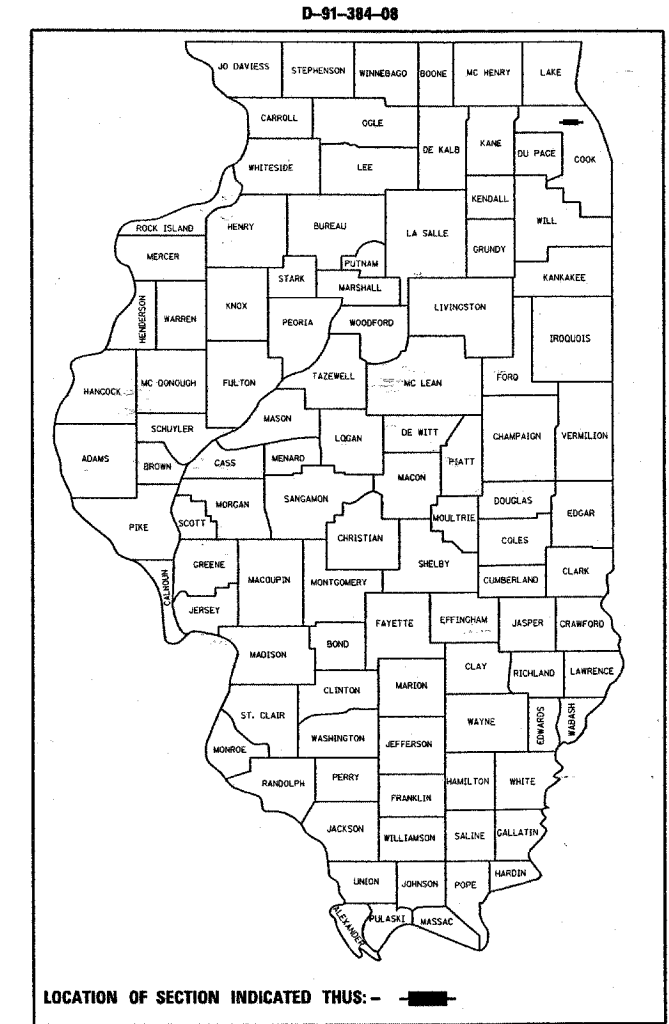 D-91-384-08
JO DAVIESS STEPHENSON WINNEBAGO BOONE MC HENRY LAKE
CARROLL OGLE DE KALB KANE DU PAGE COOK
WHITESIDE LEE
KENDALL WILL
ROCK ISLAND HENRY BUREAU LA SALLE
MERCER PUTNAM GRUNDY
KANKAKEE
STARK MARSHALL
HENDERSON WARREN KNOX PEORIA WOODFORD LIVINGSTON
IROQUOIS
HANCOCK MC DONOUGH FULTON TAZEWELL MC LEAN FORD
MASON
SCHUYLER LOGAN DE WITT CHAMPAIGN VERMILION
ADAMS BROWN CASS MENARD PIATT
MACON
PIKE SCOTT MORGAN SANGAMON MOULTRIE DOUGLAS EDGAR
CHRISTIAN COLES
GREENE SHELBY
CALHOUN MACOUPIN MONTGOMERY CUMBERLAND CLARK
JERSEY
FAYETTE EFFINGHAM JASPER CRAWFORD
MADISON BOND
CLAY RICHLAND LAWRENCE
CLINTON MARION
ST. CLAIR WAYNE EDWARDS WABASH
WASHINGTON JEFFERSON
MONROE
RANDOLPH PERRY HAMILTON WHITE
FRANKLIN
JACKSON WILLIAMSON SALINE GALLATIN
HARDIN
UNION JOHNSON POPE
ALEXANDER PULASKI MASSAC
LOCATION OF SECTION INDICATED THUS: -